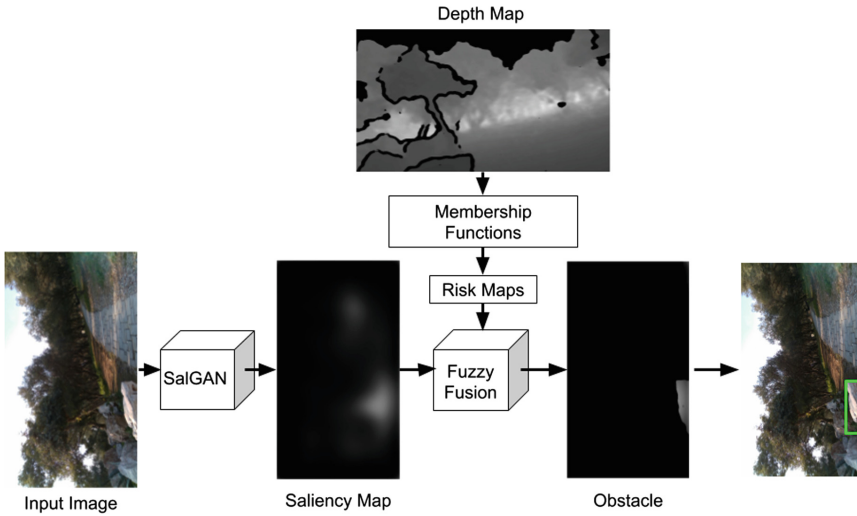 Depth Map
Membership
Functions
Risk Maps
SalGAN
Fuzzy
Fusion
Input Image
Saliency Map
Obstacle